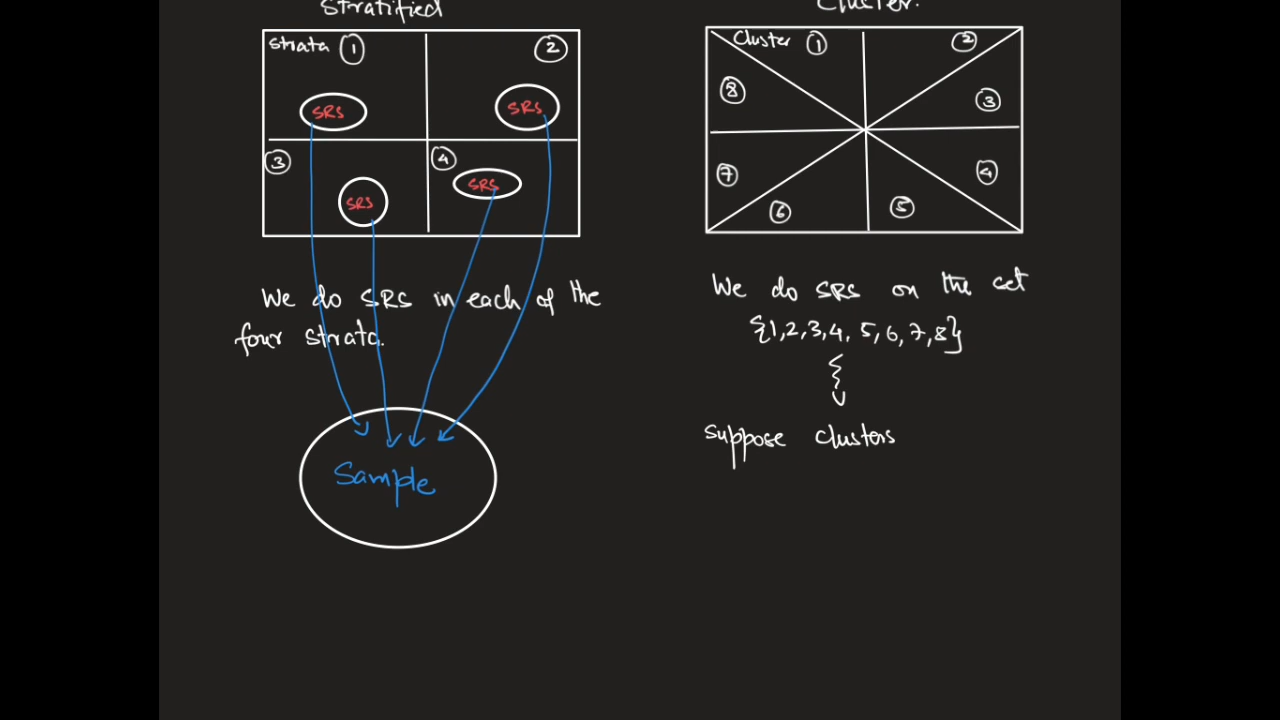 Stratified
Strata 1
2
SRS
SRS
3
4
SRS
SRS
We do SRS in each of the
four strata.
Sample
Cluster.
Cluster 1
2
8
3
7
4
6
5
We do SRS on the set
{1,2,3,4, 5,6,7,8}
suppose clusters